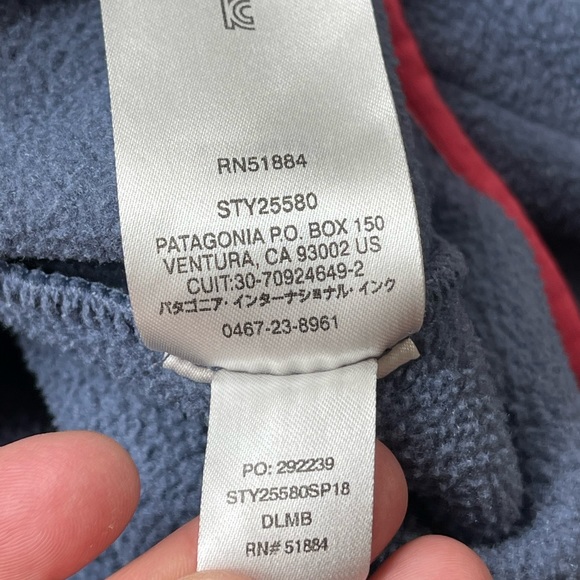 RN51884
STY25580
PATAGONIA P.O. BOX 150
VENTURA, CA 93002 US
CUIT:30-70924649-2
パタゴニア・インターナショナル・インク
0467-23-8961
PO: 292239
STY25580SP18
DLMB
RN# 51884